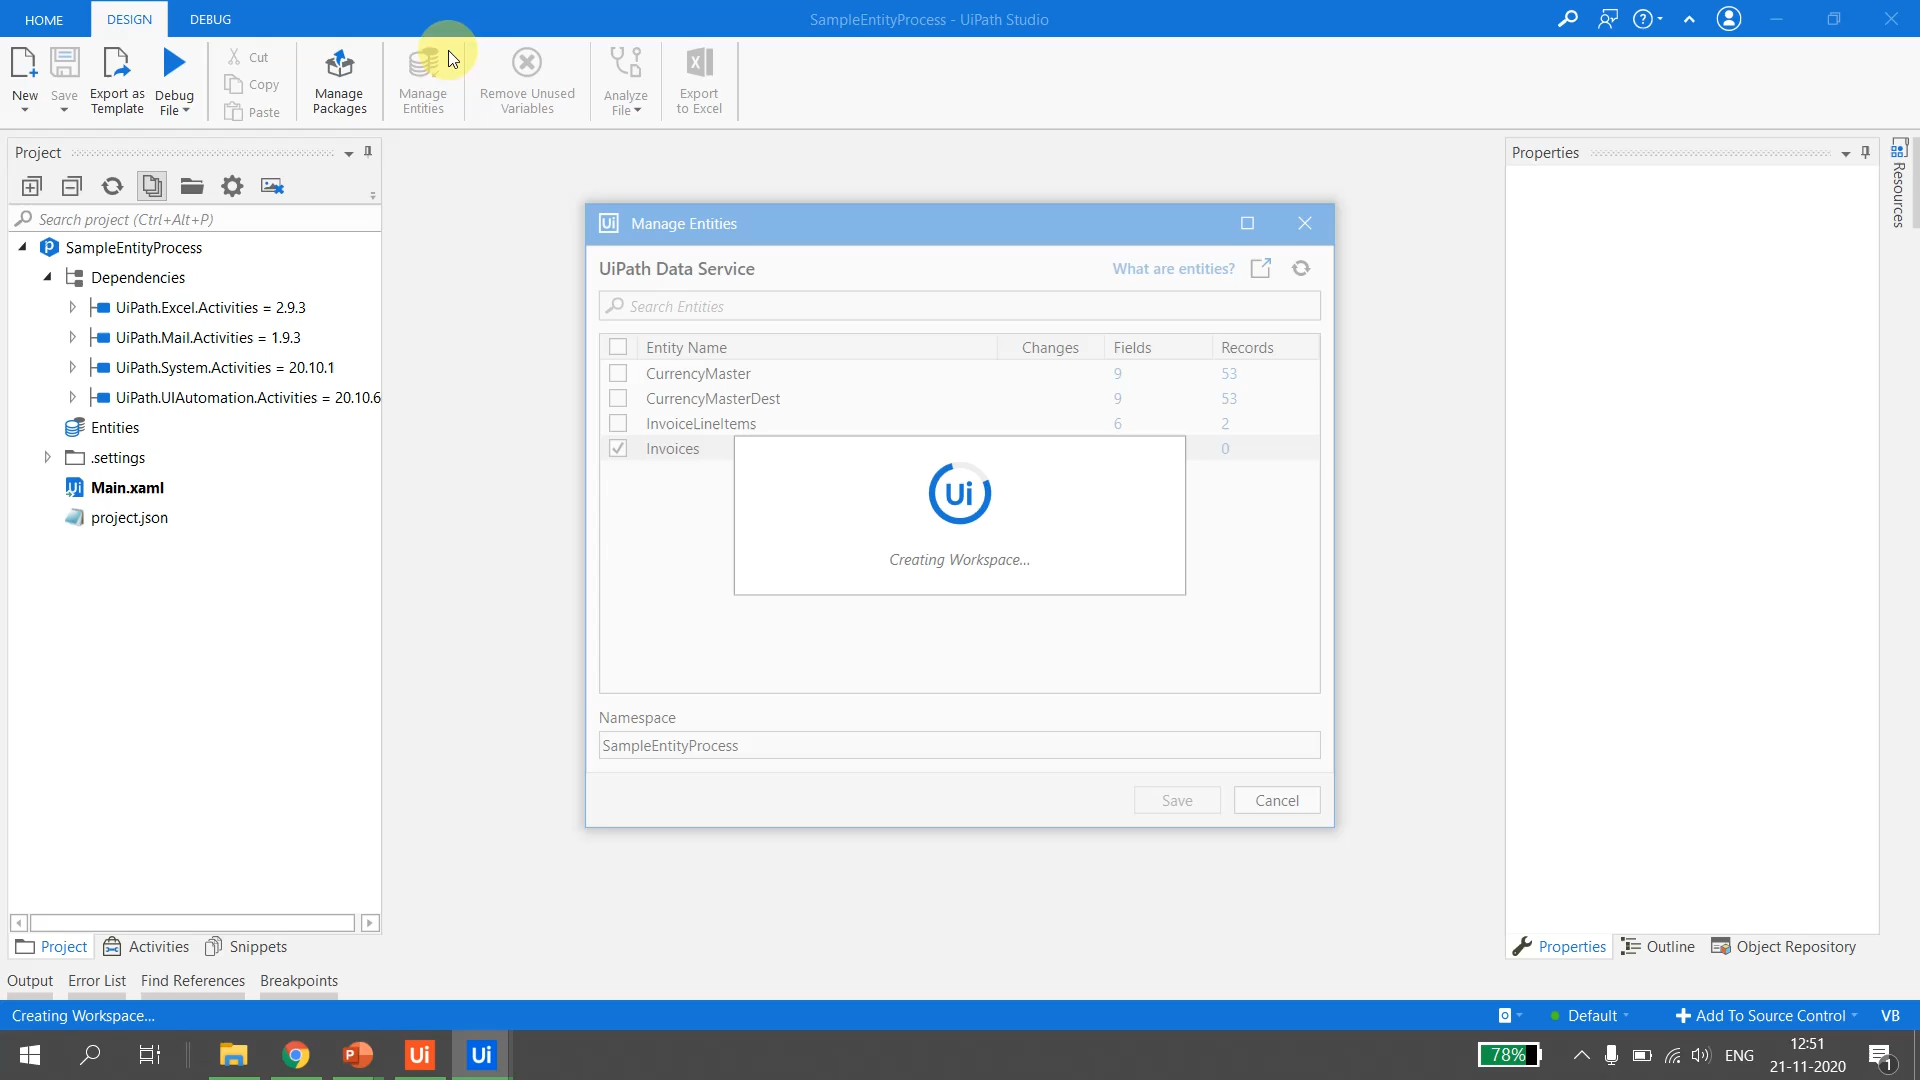 HOME
DESIGN
DEBUG
SampleEntityProcess - UiPath Studio
New
Save
Export as Template
Debug File
Cut
Copy
Paste
Manage Packages
Manage Entities
Remove Unused Variables
Analyze File
Export to Excel
Project
Search project (Ctrl+Alt+P)
SampleEntityProcess
Dependencies
UiPath.Excel.Activities = 2.9.3
UiPath.Mail.Activities = 1.9.3
UiPath.System.Activities = 20.10.1
UiPath.UIAutomation.Activities = 20.10.6
Entities
.settings
Main.xaml
project.json
Project
Activities
Snippets
Output
Error List
Find References
Breakpoints
Ui Manage Entities
UiPath Data Service
What are entities?
Search Entities
Entity Name Changes Fields Records
CurrencyMaster 9 53
CurrencyMasterDest 9 53
InvoiceLineItems 6 2
Invoices 0
Ui
Creating Workspace...
Namespace
SampleEntityProcess
Save
Cancel
Properties
Resources
Properties
Outline
Object Repository
Creating Workspace...
Default
Add To Source Control
VB
Ui
Ui
78%
ENG
12:51
21-11-2020
1